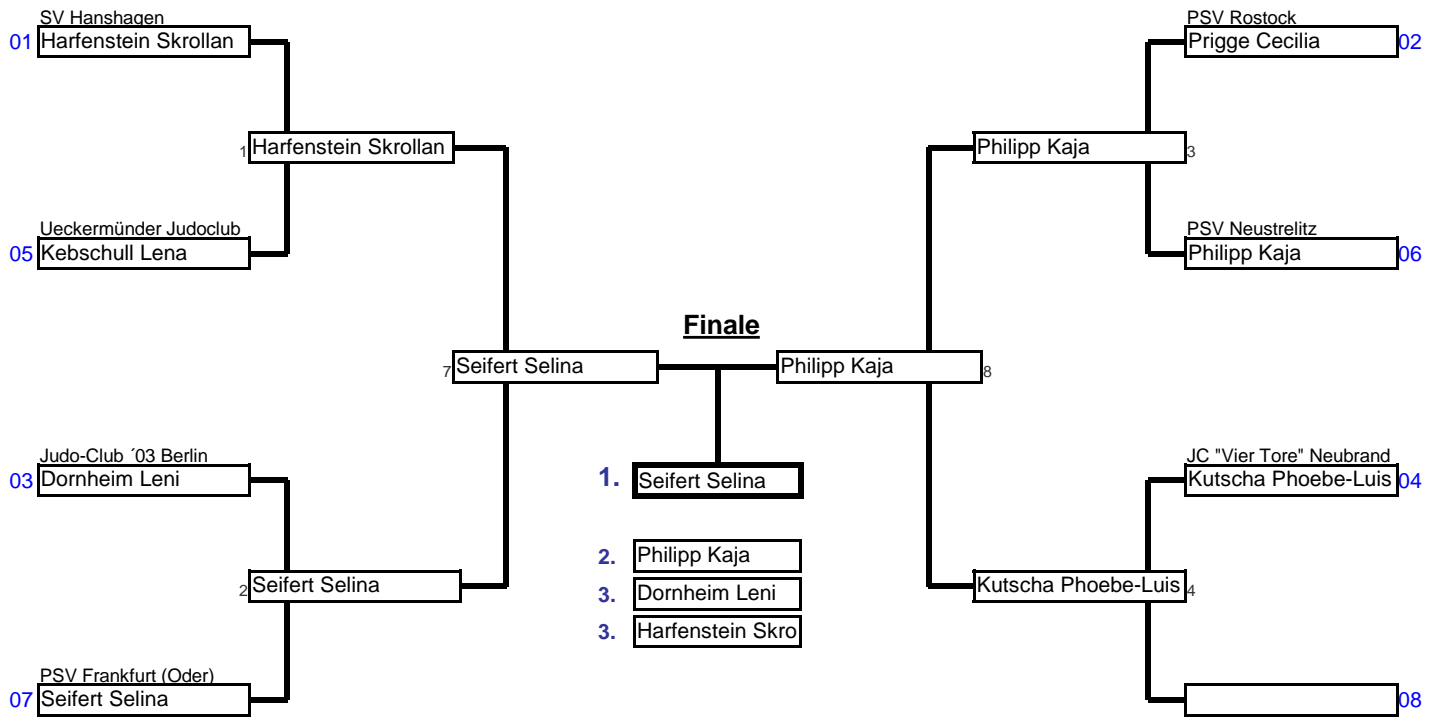 SV Hanshagen
01 Harfenstein Skrollan
1 Harfenstein Skrollan
Ueckermünder Judoclub
05 Kebschull Lena
7 Seifert Selina
Judo-Club ´03 Berlin
03 Dornheim Leni
2 Seifert Selina
PSV Frankfurt (Oder)
07 Seifert Selina
Finale
1. Seifert Selina
2. Philipp Kaja
3. Dornheim Leni
3. Harfenstein Skro
PSV Rostock
Prigge Cecilia 02
Philipp Kaja 3
PSV Neustrelitz
Philipp Kaja 06
Philipp Kaja 8
JC "Vier Tore" Neubrand
Kutscha Phoebe-Luis 04
Kutscha Phoebe-Luis 4
08